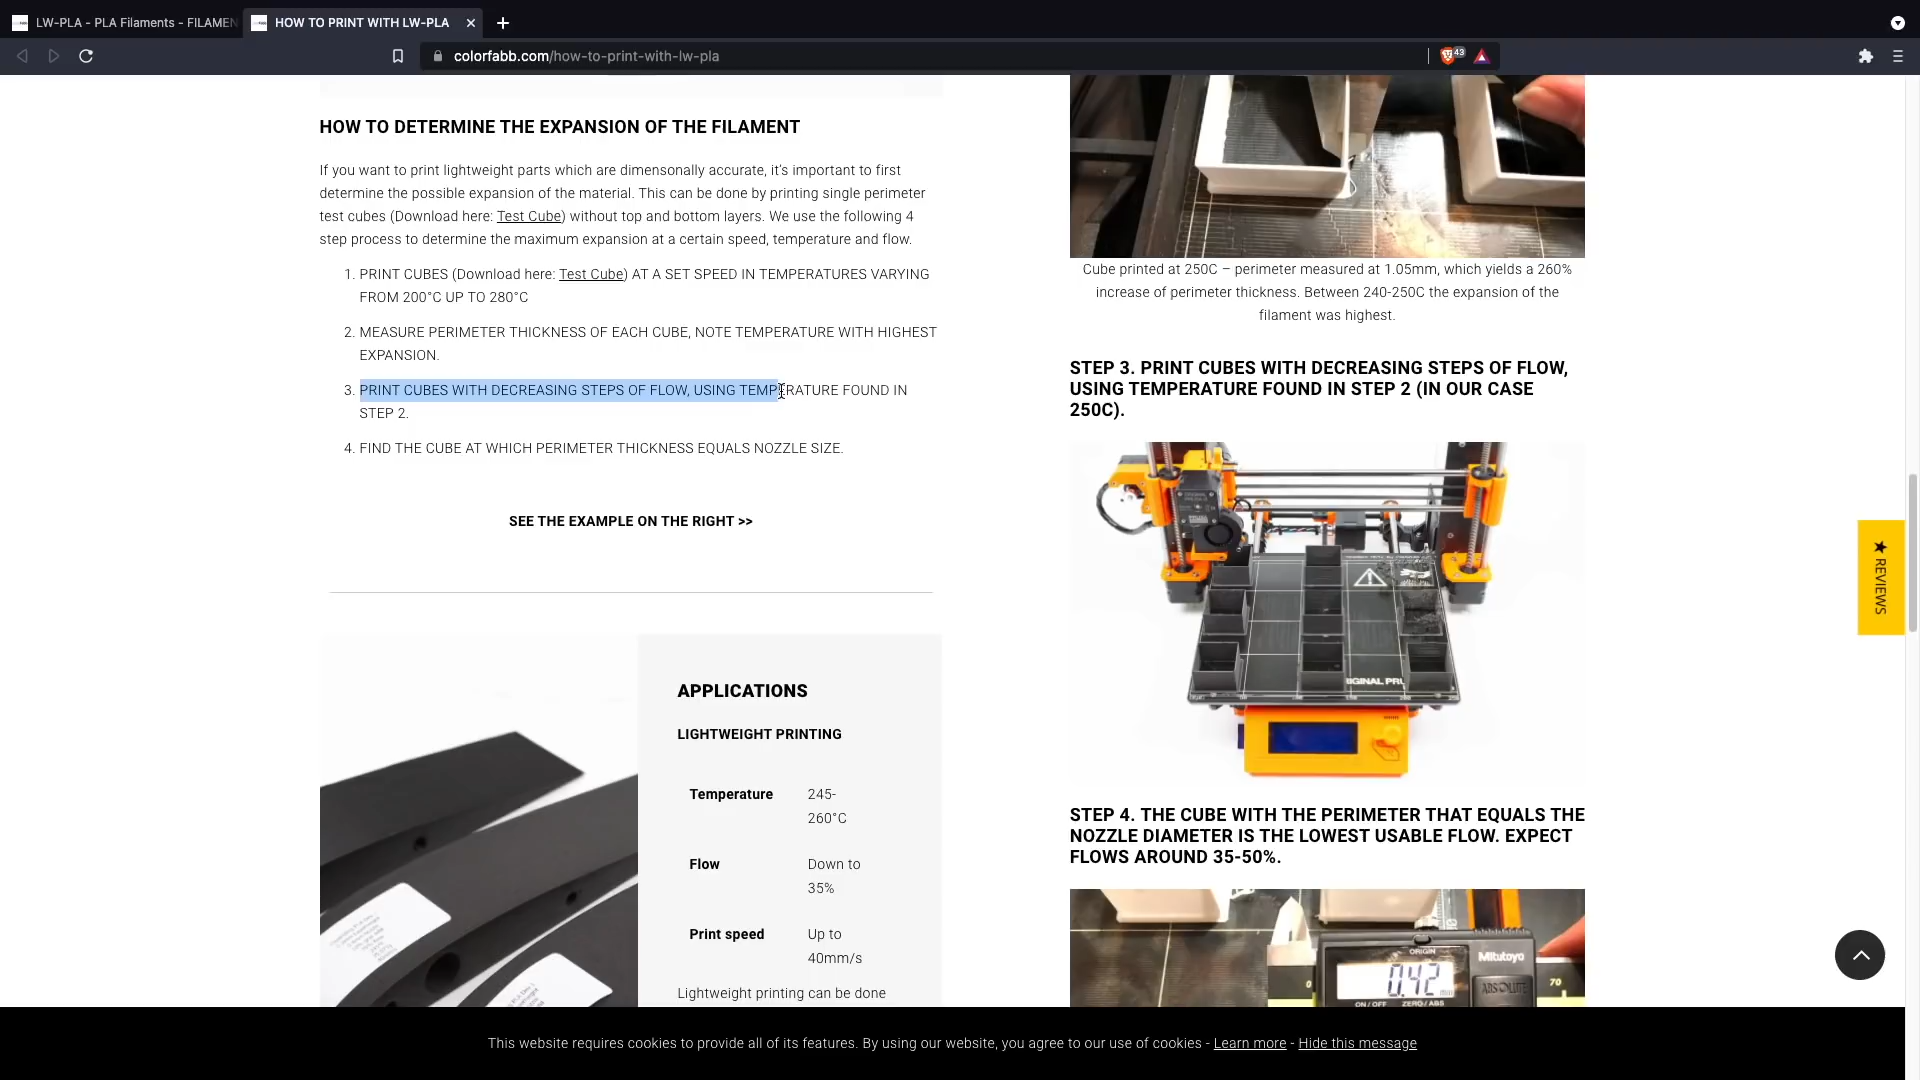 LW-PLA - PLA Filaments - FILAMEN
HOW TO PRINT WITH LW-PLA
colorfabb.com/how-to-print-with-lw-pla
43
HOW TO DETERMINE THE EXPANSION OF THE FILAMENT
If you want to print lightweight parts which are dimensonally accurate, it's important to first
determine the possible expansion of the material. This can be done by printing single perimeter
test cubes (Download here: Test Cube) without top and bottom layers. We use the following 4
step process to determine the maximum expansion at a certain speed, temperature and flow.
1. PRINT CUBES (Download here: Test Cube) AT A SET SPEED IN TEMPERATURES VARYING
FROM 200°C UP TO 280°C
2. MEASURE PERIMETER THICKNESS OF EACH CUBE, NOTE TEMPERATURE WITH HIGHEST
EXPANSION.
3. PRINT CUBES WITH DECREASING STEPS OF FLOW, USING TEMPERATURE FOUND IN
STEP 2.
4. FIND THE CUBE AT WHICH PERIMETER THICKNESS EQUALS NOZZLE SIZE.
SEE THE EXAMPLE ON THE RIGHT >>
APPLICATIONS
LIGHTWEIGHT PRINTING
Temperature 245-
260°C
Flow Down to
35%
Print speed Up to
40mm/s
Lightweight printing can be done
Cube printed at 250C – perimeter measured at 1.05mm, which yields a 260%
increase of perimeter thickness. Between 240-250C the expansion of the
filament was highest.
STEP 3. PRINT CUBES WITH DECREASING STEPS OF FLOW,
USING TEMPERATURE FOUND IN STEP 2 (IN OUR CASE
250C).
IGINAL PRU
STEP 4. THE CUBE WITH THE PERIMETER THAT EQUALS THE
NOZZLE DIAMETER IS THE LOWEST USABLE FLOW. EXPECT
FLOWS AROUND 35-50%.
ORIGIN
Mitutoyo
0
0.42
ABSOLUTE
70
ON / OFF ZERO / ABS
★ REVIEWS
This website requires cookies to provide all of its features. By using our website, you agree to our use of cookies - Learn more - Hide this message